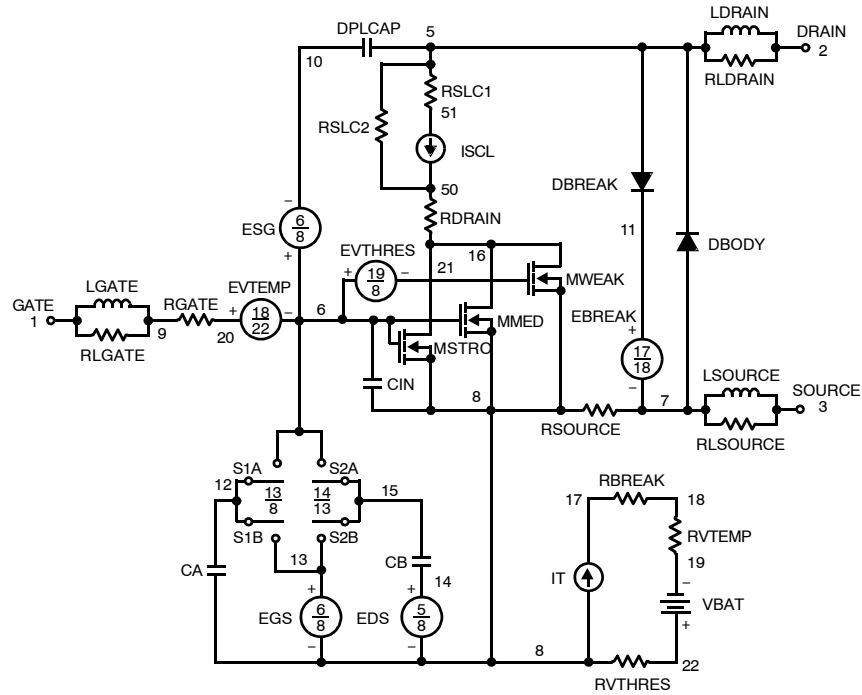 LDRAIN
DPLCAP
5
DRAIN
2
10
RLDRAIN
RSLC1
51
RSLC2
ISCL
50
DBREAK
RDRAIN
ESG
6
8
11
DBODY
EVTHRES
19
8
21
16
MWEAK
LGATE
EVTEMP
GATE
1
RGATE
18
22
6
MMED
EBREAK
9
20
RLGATE
MSTRO
17
18
LSOURCE
CIN
8
7
SOURCE
3
RSOURCE
RLSOURCE
S1A
S2A
12
13
8
14
13
15
RBREAK
17
18
S1B
S2B
RVTEMP
13
CB
19
CA
14
IT
VBAT
EGS
6
8
EDS
5
8
8
22
RVTHRES
+
−
+
−
+
−
+
−
+
−
+
−
−
+